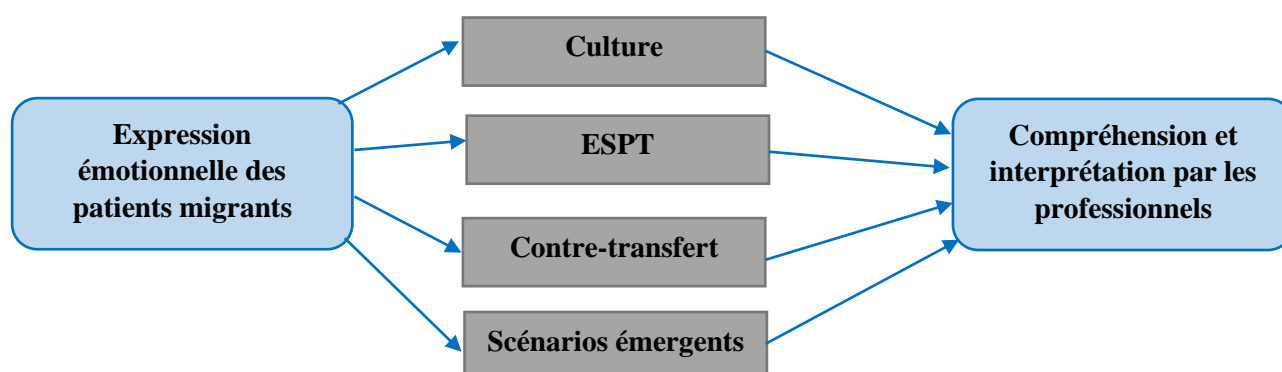 Expression
émotionnelle des
patients migrants
Culture
ESPT
Contre-transfert
Scénarios émergents
Compréhension et
interprétation par les
professionnels